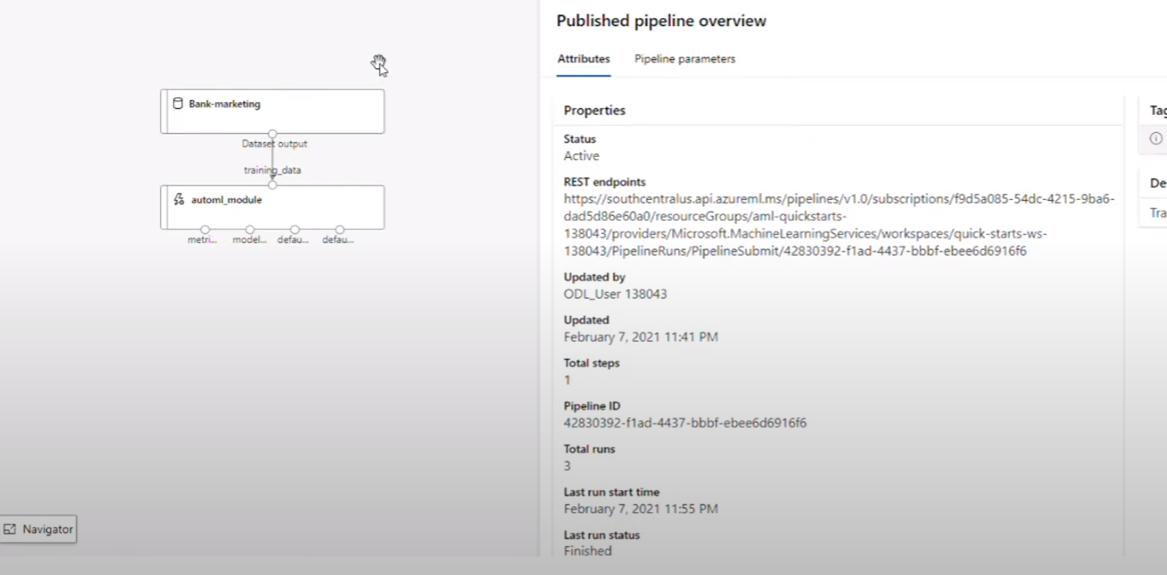 Published pipeline overview
Attributes
Pipeline parameters
Bank-marketing
Dataset output
training_data
automl_module
metri...
model...
defau...
defau...
Navigator
Properties
Status
Active
REST endpoints
https://southcentralus.api.azureml.ms/pipelines/v1.0/subscriptions/f9d5a085-54dc-4215-9ba6-
dad5d86e60a0/resourceGroups/aml-quickstarts-
138043/providers/Microsoft.MachineLearningServices/workspaces/quick-starts-ws-
138043/PipelineRuns/PipelineSubmit/42830392-f1ad-4437-bbbf-ebee6d6916f6
Updated by
ODL_User 138043
Updated
February 7, 2021 11:41 PM
Total steps
1
Pipeline ID
42830392-f1ad-4437-bbbf-ebee6d6916f6
Total runs
3
Last run start time
February 7, 2021 11:55 PM
Last run status
Finished
Tag
De
Tra